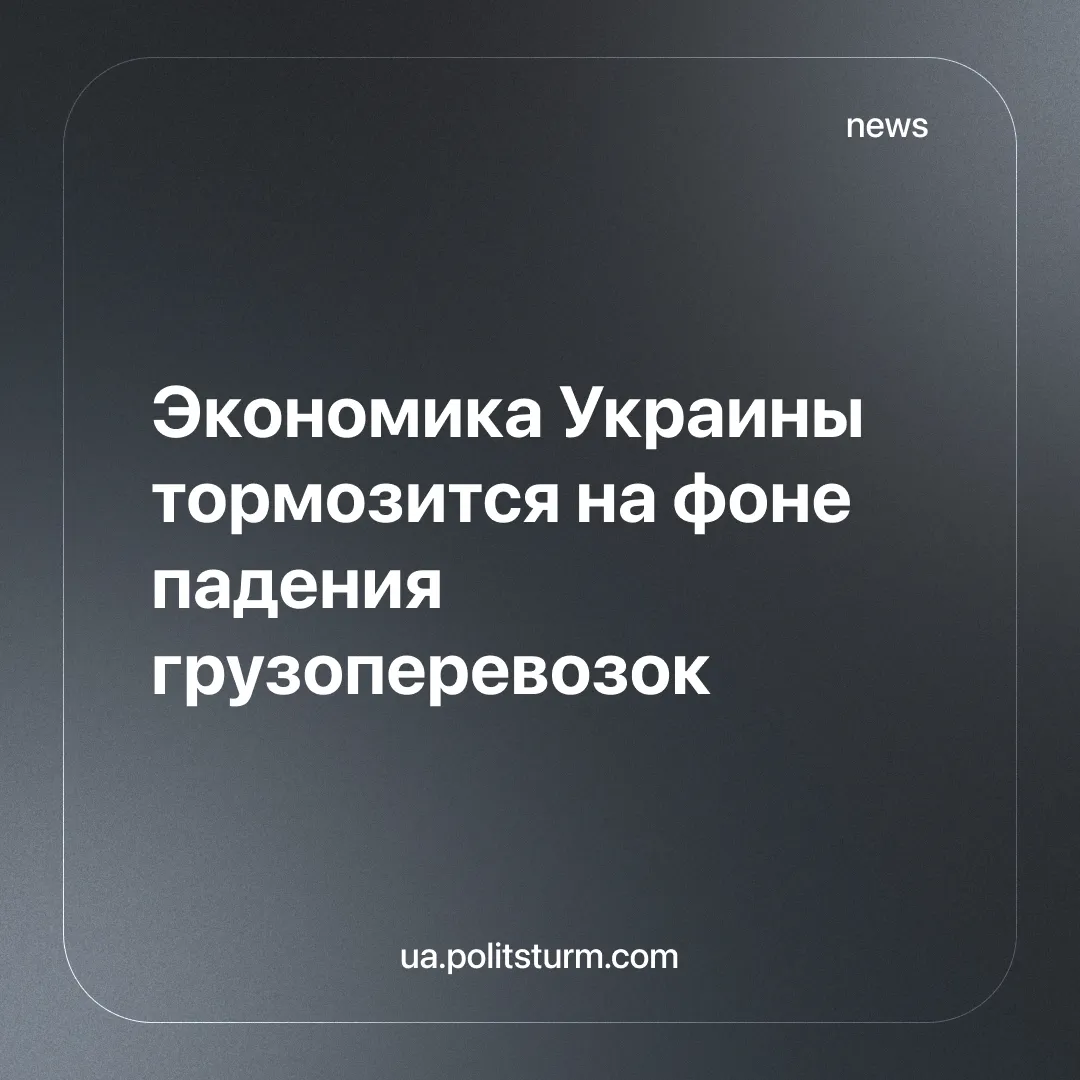 news
Экономика Украины
тормозится на фоне
падения
грузоперевозок
ua.politsturm.com